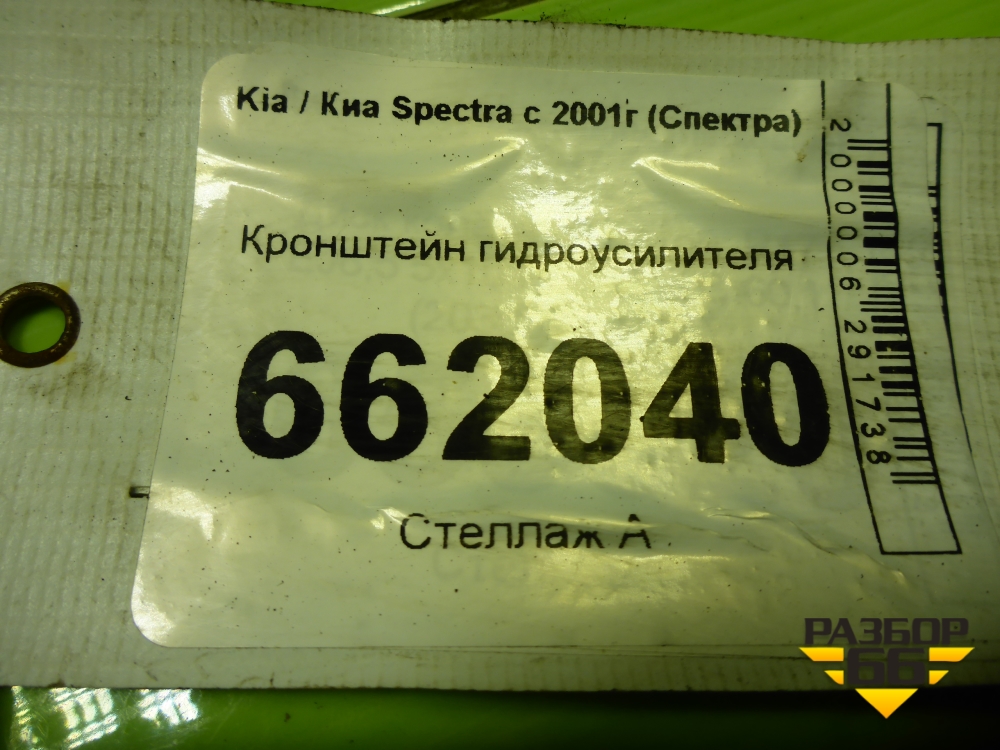 Kia / Киа Spectra с 2001г (Спектра)
Кронштейн гидроусилителя
662040
Стеллаж А
2000006291738
РАЗБОР
66